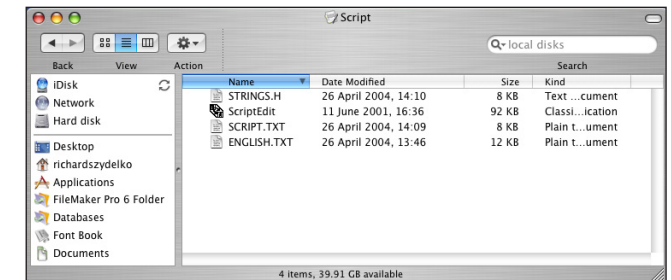 Script
local disks
Back View Action Search
iDisk
Network
Hard disk
Desktop
richardszydelko
Applications
FileMaker Pro 6 Folder
Databases
Font Book
Documents
Name Date Modified Size Kind
STRINGS.H 26 April 2004, 14:10 8 KB Text ...cument
ScriptEdit 11 June 2001, 16:36 92 KB Classi...ication
SCRIPT.TXT 26 April 2004, 14:09 8 KB Plain t...ument
ENGLISH.TXT 26 April 2004, 13:46 12 KB Plain t...ument
4 items, 39.91 GB available